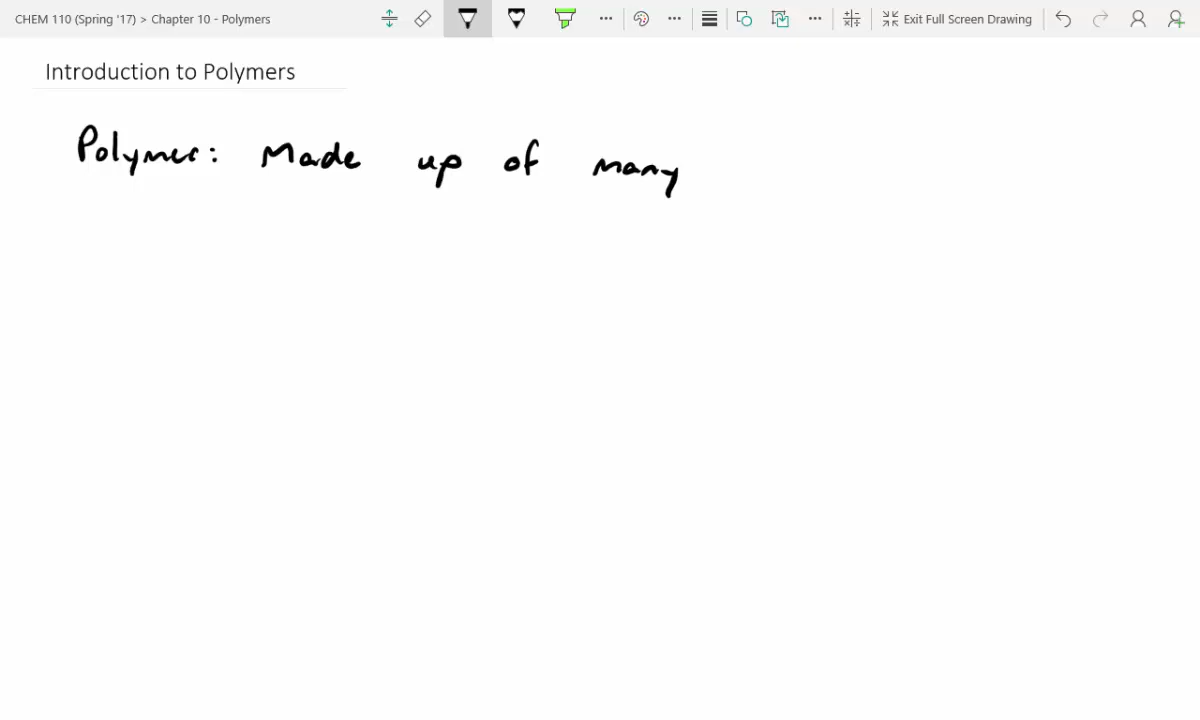 CHEM 110 (Spring '17) > Chapter 10 - Polymers Exit Full Screen Drawing
Introduction to Polymers
Polymer: Made up of many